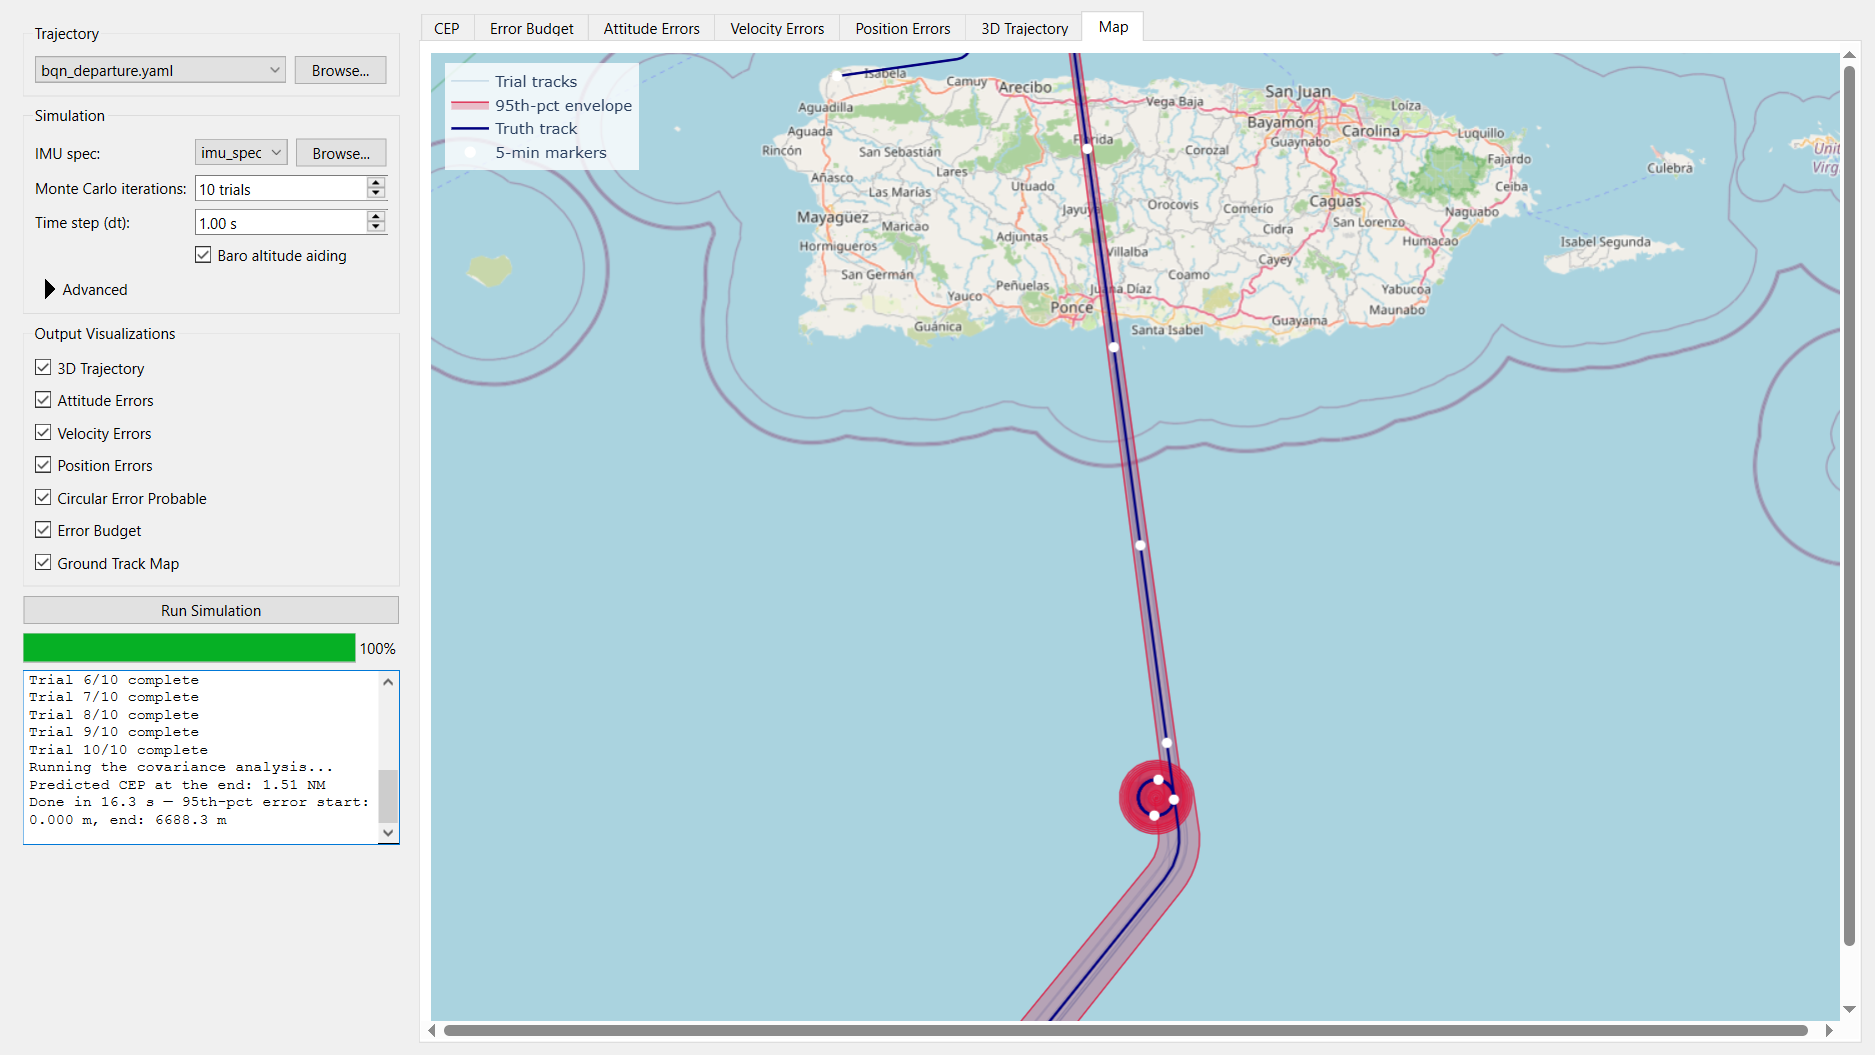 Trajectory
bqn_departure.yaml
Browse...
Simulation
IMU spec:
imu_spec
Browse...
Monte Carlo iterations:
10 trials
Time step (dt):
1.00 s
Baro altitude aiding
Advanced
Output Visualizations
3D Trajectory
Attitude Errors
Velocity Errors
Position Errors
Circular Error Probable
Error Budget
Ground Track Map
Run Simulation
100%
Trial 6/10 complete
Trial 7/10 complete
Trial 8/10 complete
Trial 9/10 complete
Trial 10/10 complete
Running the covariance analysis...
Predicted CEP at the end: 1.51 NM
Done in 16.3 s — 95th-pct error start:
0.000 m, end: 6688.3 m
CEP
Error Budget
Attitude Errors
Velocity Errors
Position Errors
3D Trajectory
Map
Trial tracks
95th-pct envelope
Truth track
5-min markers
Isabela
Camuy
Arecibo
Aguadilla
Vega Baja
San Juan
Loíza
Bayamón
Carolina
Luquillo
Aguada
Florida
Guaynabo
Rincón
San Sebastián
Corozal
Fajardo
Unit
Virg
Lares
Culebra
Añasco
Utuado
Ceiba
Las Marías
Jayuya
Orocovis
Comerío
Caguas
Naguabo
Mayagüez
Maricao
Cidra
San Lorenzo
Hormigueros
Adjuntas
Villalba
Humacao
Isabel Segunda
San Germán
Peñuelas
Coamo
Cayey
Yauco
Juana Díaz
Yabucoa
Ponce
Maunabo
Guánica
Santa Isabel
Guayama